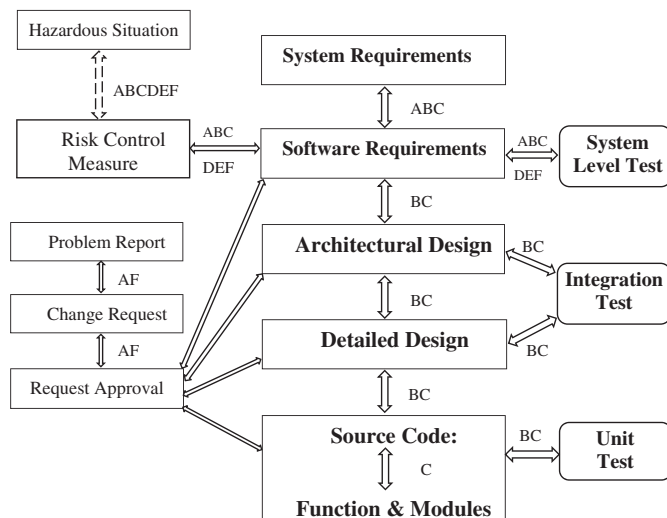 Hazardous Situation
System Requirements
ABCDEF
ABC
Risk Control
Measure
ABC
DEF
Software Requirements
ABC
DEF
System
Level Test
BC
Problem Report
Architectural Design
BC
AF
Change Request
BC
Integration
Test
AF
Detailed Design
BC
Request Approval
BC
Source Code:
BC
Unit
Test
C
Function & Modules